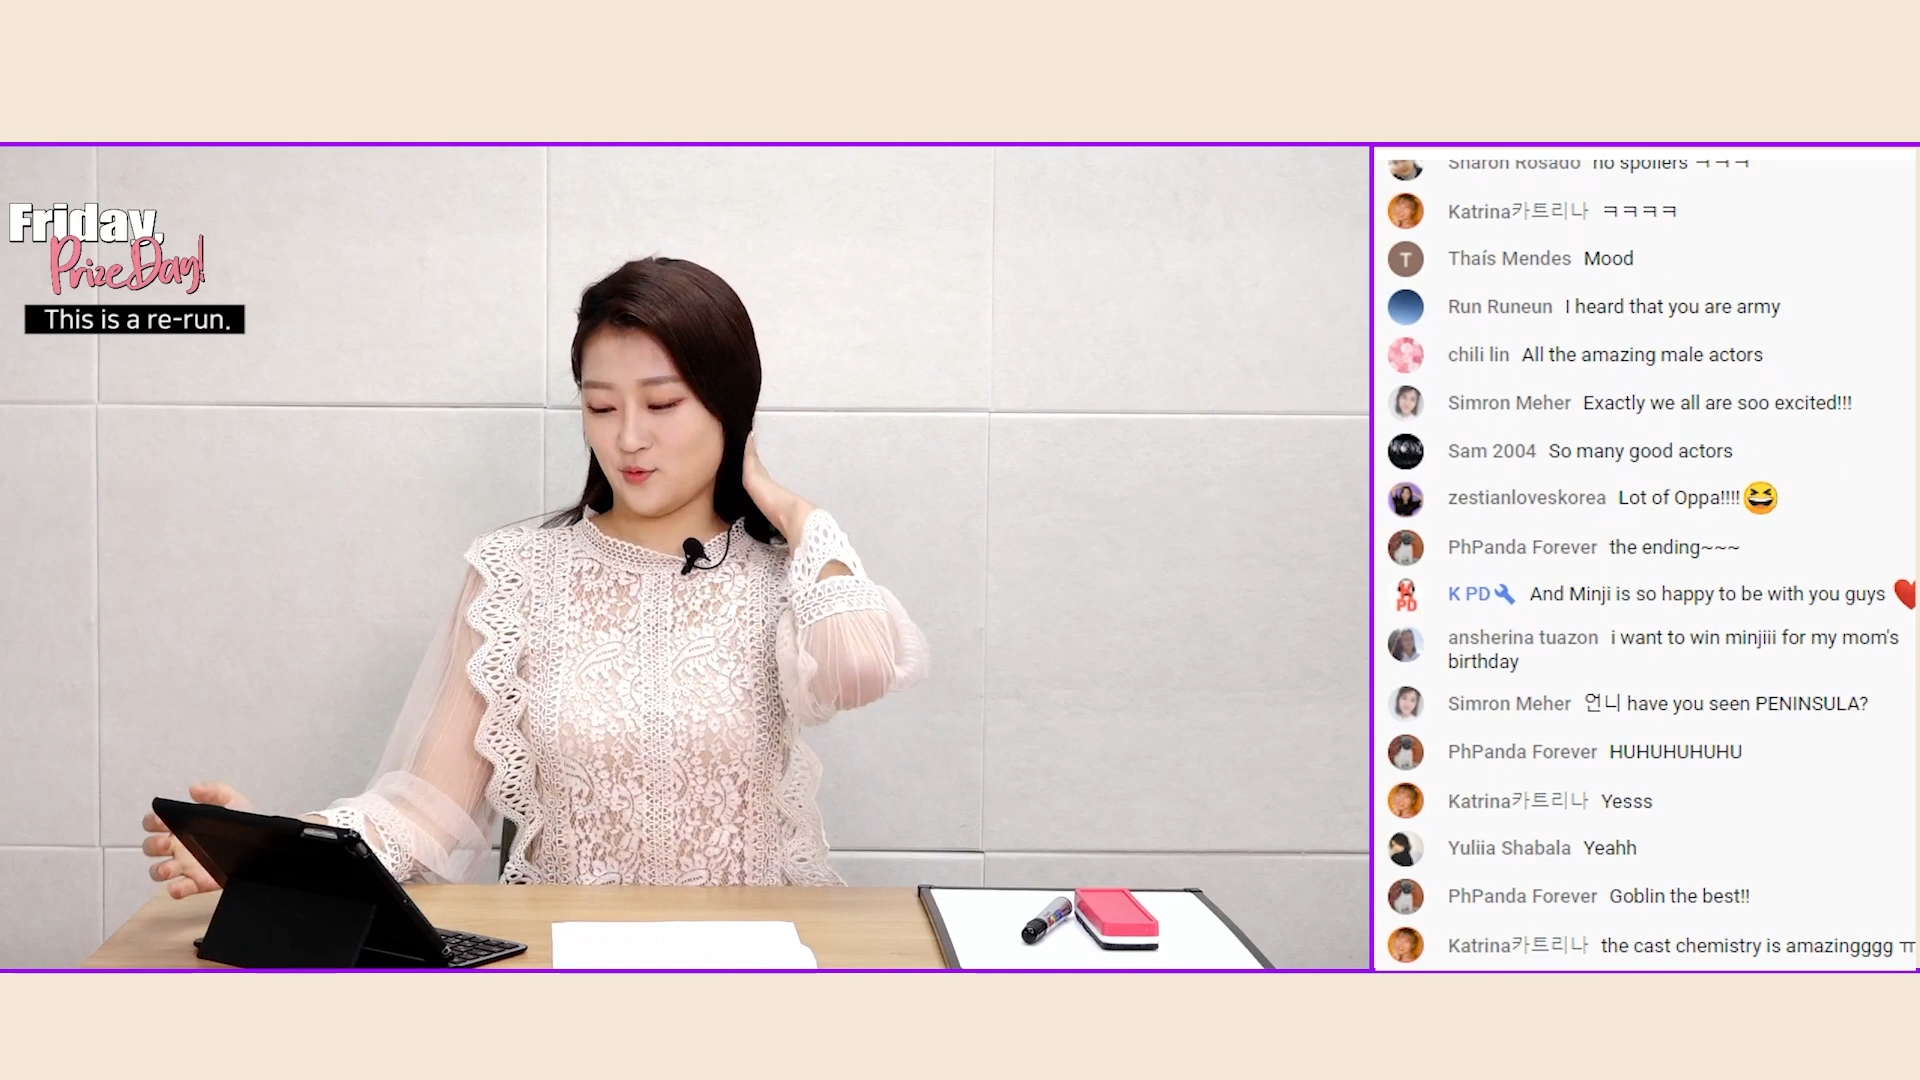 Friday,
Prize Day!
This is a re-run.
Sharon Rosado no spoilers ㅋㅋㅋ
Katrina카트리나 ㅋㅋㅋㅋ
T
Thaís Mendes Mood
Run Runeun I heard that you are army
chili lin All the amazing male actors
Simron Meher Exactly we all are soo excited!!!
Sam 2004 So many good actors
zestianloveskorea Lot of Oppa!!!!😆
PhPanda Forever the ending~~~
PD
K PD🔧 And Minji is so happy to be with you guys ❤
ansherina tuazon i want to win minjiii for my mom's
birthday
Simron Meher 언니 have you seen PENINSULA?
PhPanda Forever HUHUHUHUHU
Katrina카트리나 Yesss
Yuliia Shabala Yeahh
PhPanda Forever Goblin the best!!
Katrina카트리나 the cast chemistry is amazingggg ㅠ